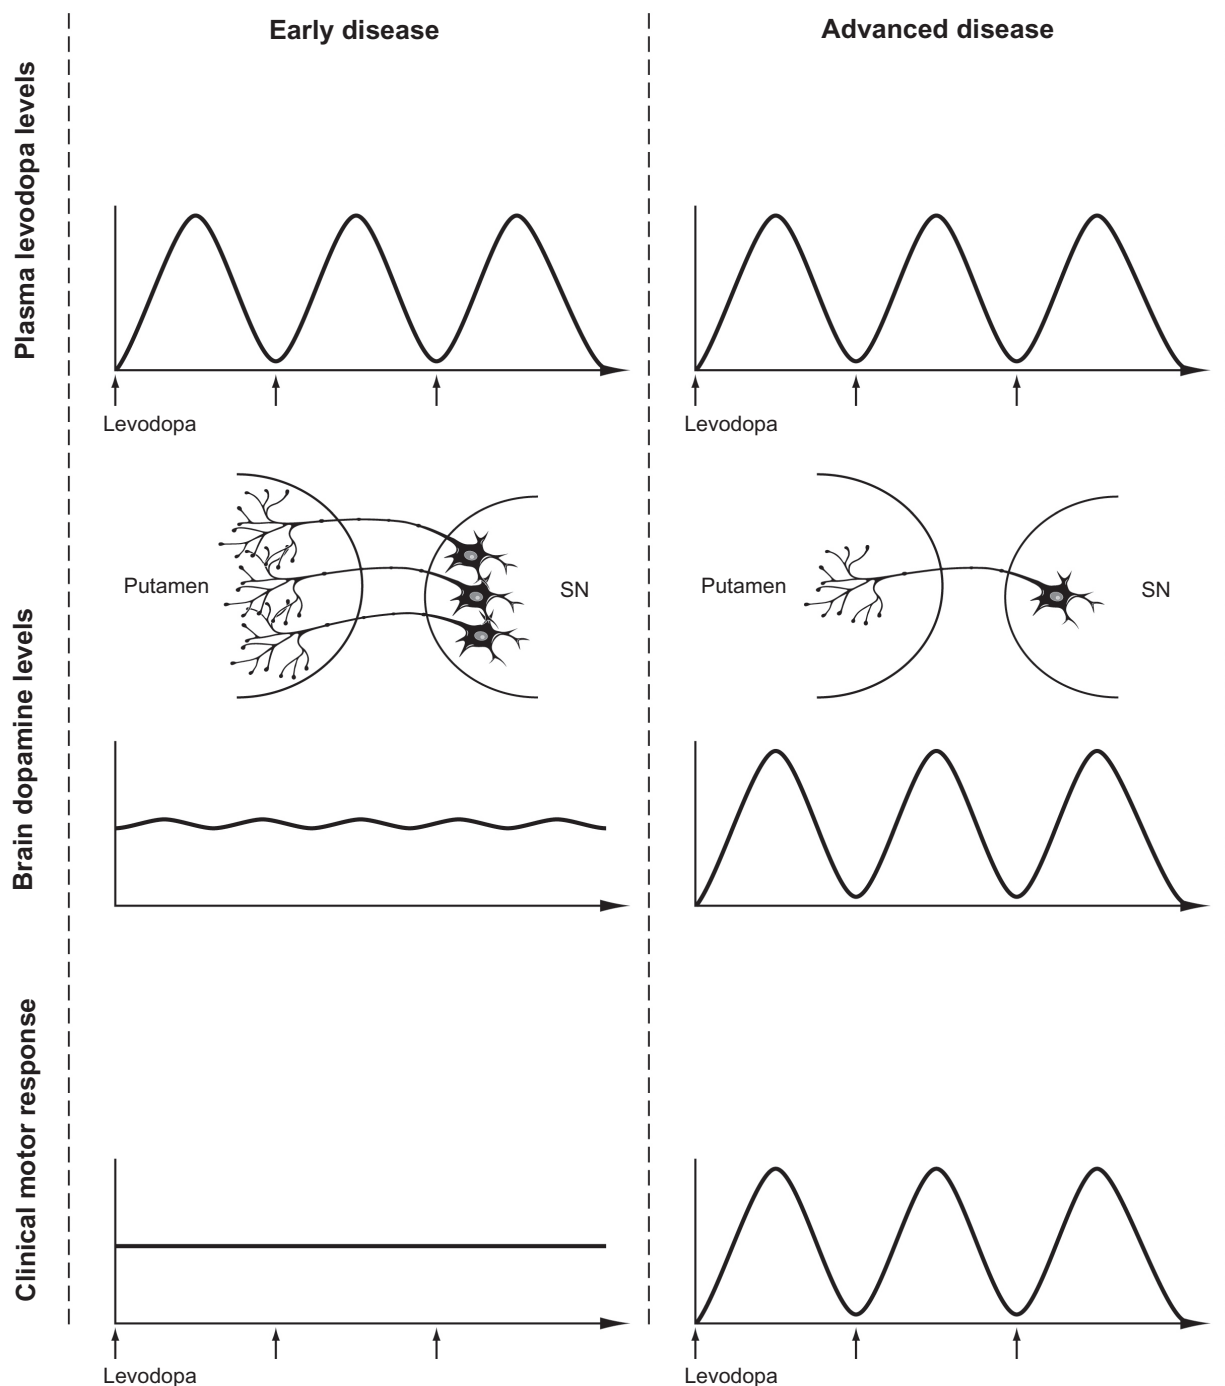 Early disease
Advanced disease
Plasma levodopa levels
Levodopa
Levodopa
Brain dopamine levels
Putamen
SN
Putamen
SN
Clinical motor response
Levodopa
Levodopa